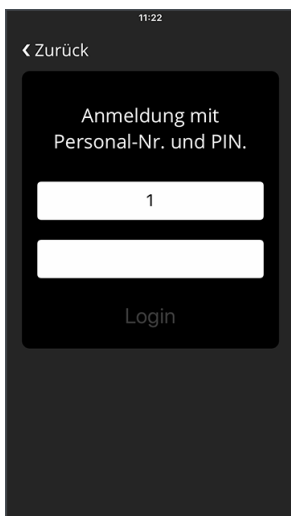 11:22
Zurück
Anmeldung mit
Personal-Nr. und PIN.
1
Login